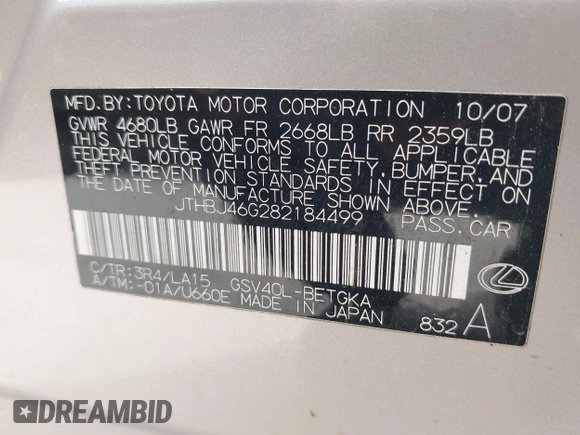 MFD.BY:TOYOTA MOTOR CORPORATION 10/07
GVWR 4680LB GAWR FR 2668LB RR 2359LB
THIS VEHICLE CONFORMS TO ALL APPLICABLE
FEDERAL MOTOR VEHICLE SAFETY,BUMPER,AND
THEFT PREVENTION STANDARDS IN EFFECT ON
THE DATE OF MANUFACTURE SHOWN ABOVE.
JTHBJ46G282184499 PASS.CAR
C/TR:3R4/LA15 GSV40L-BETGKA
A/TM:-01A/U660E MADE IN JAPAN
832 A
DREAMBID